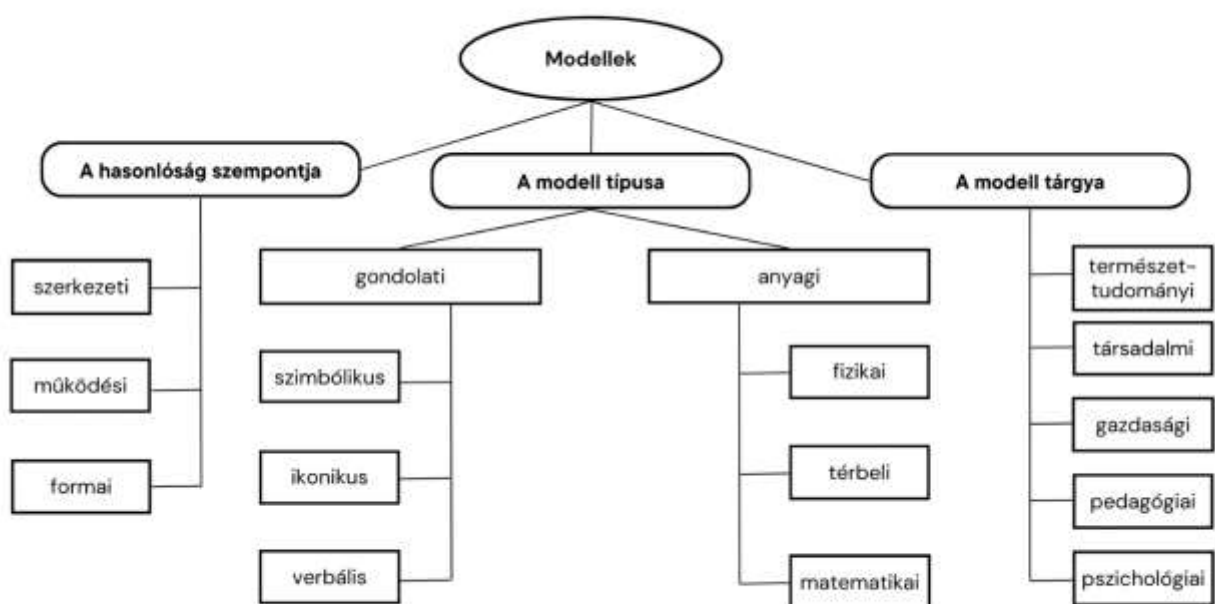 Modellek
A hasonlóság szempontja
A modell típusa
A modell tárgya
szerkezeti
működési
formai
gondolati
szimbólikus
ikonikus
verbális
anyagi
fizikai
térbeli
matematikai
természet-
tudományi
társadalmi
gazdasági
pedagógiai
pszichológiai